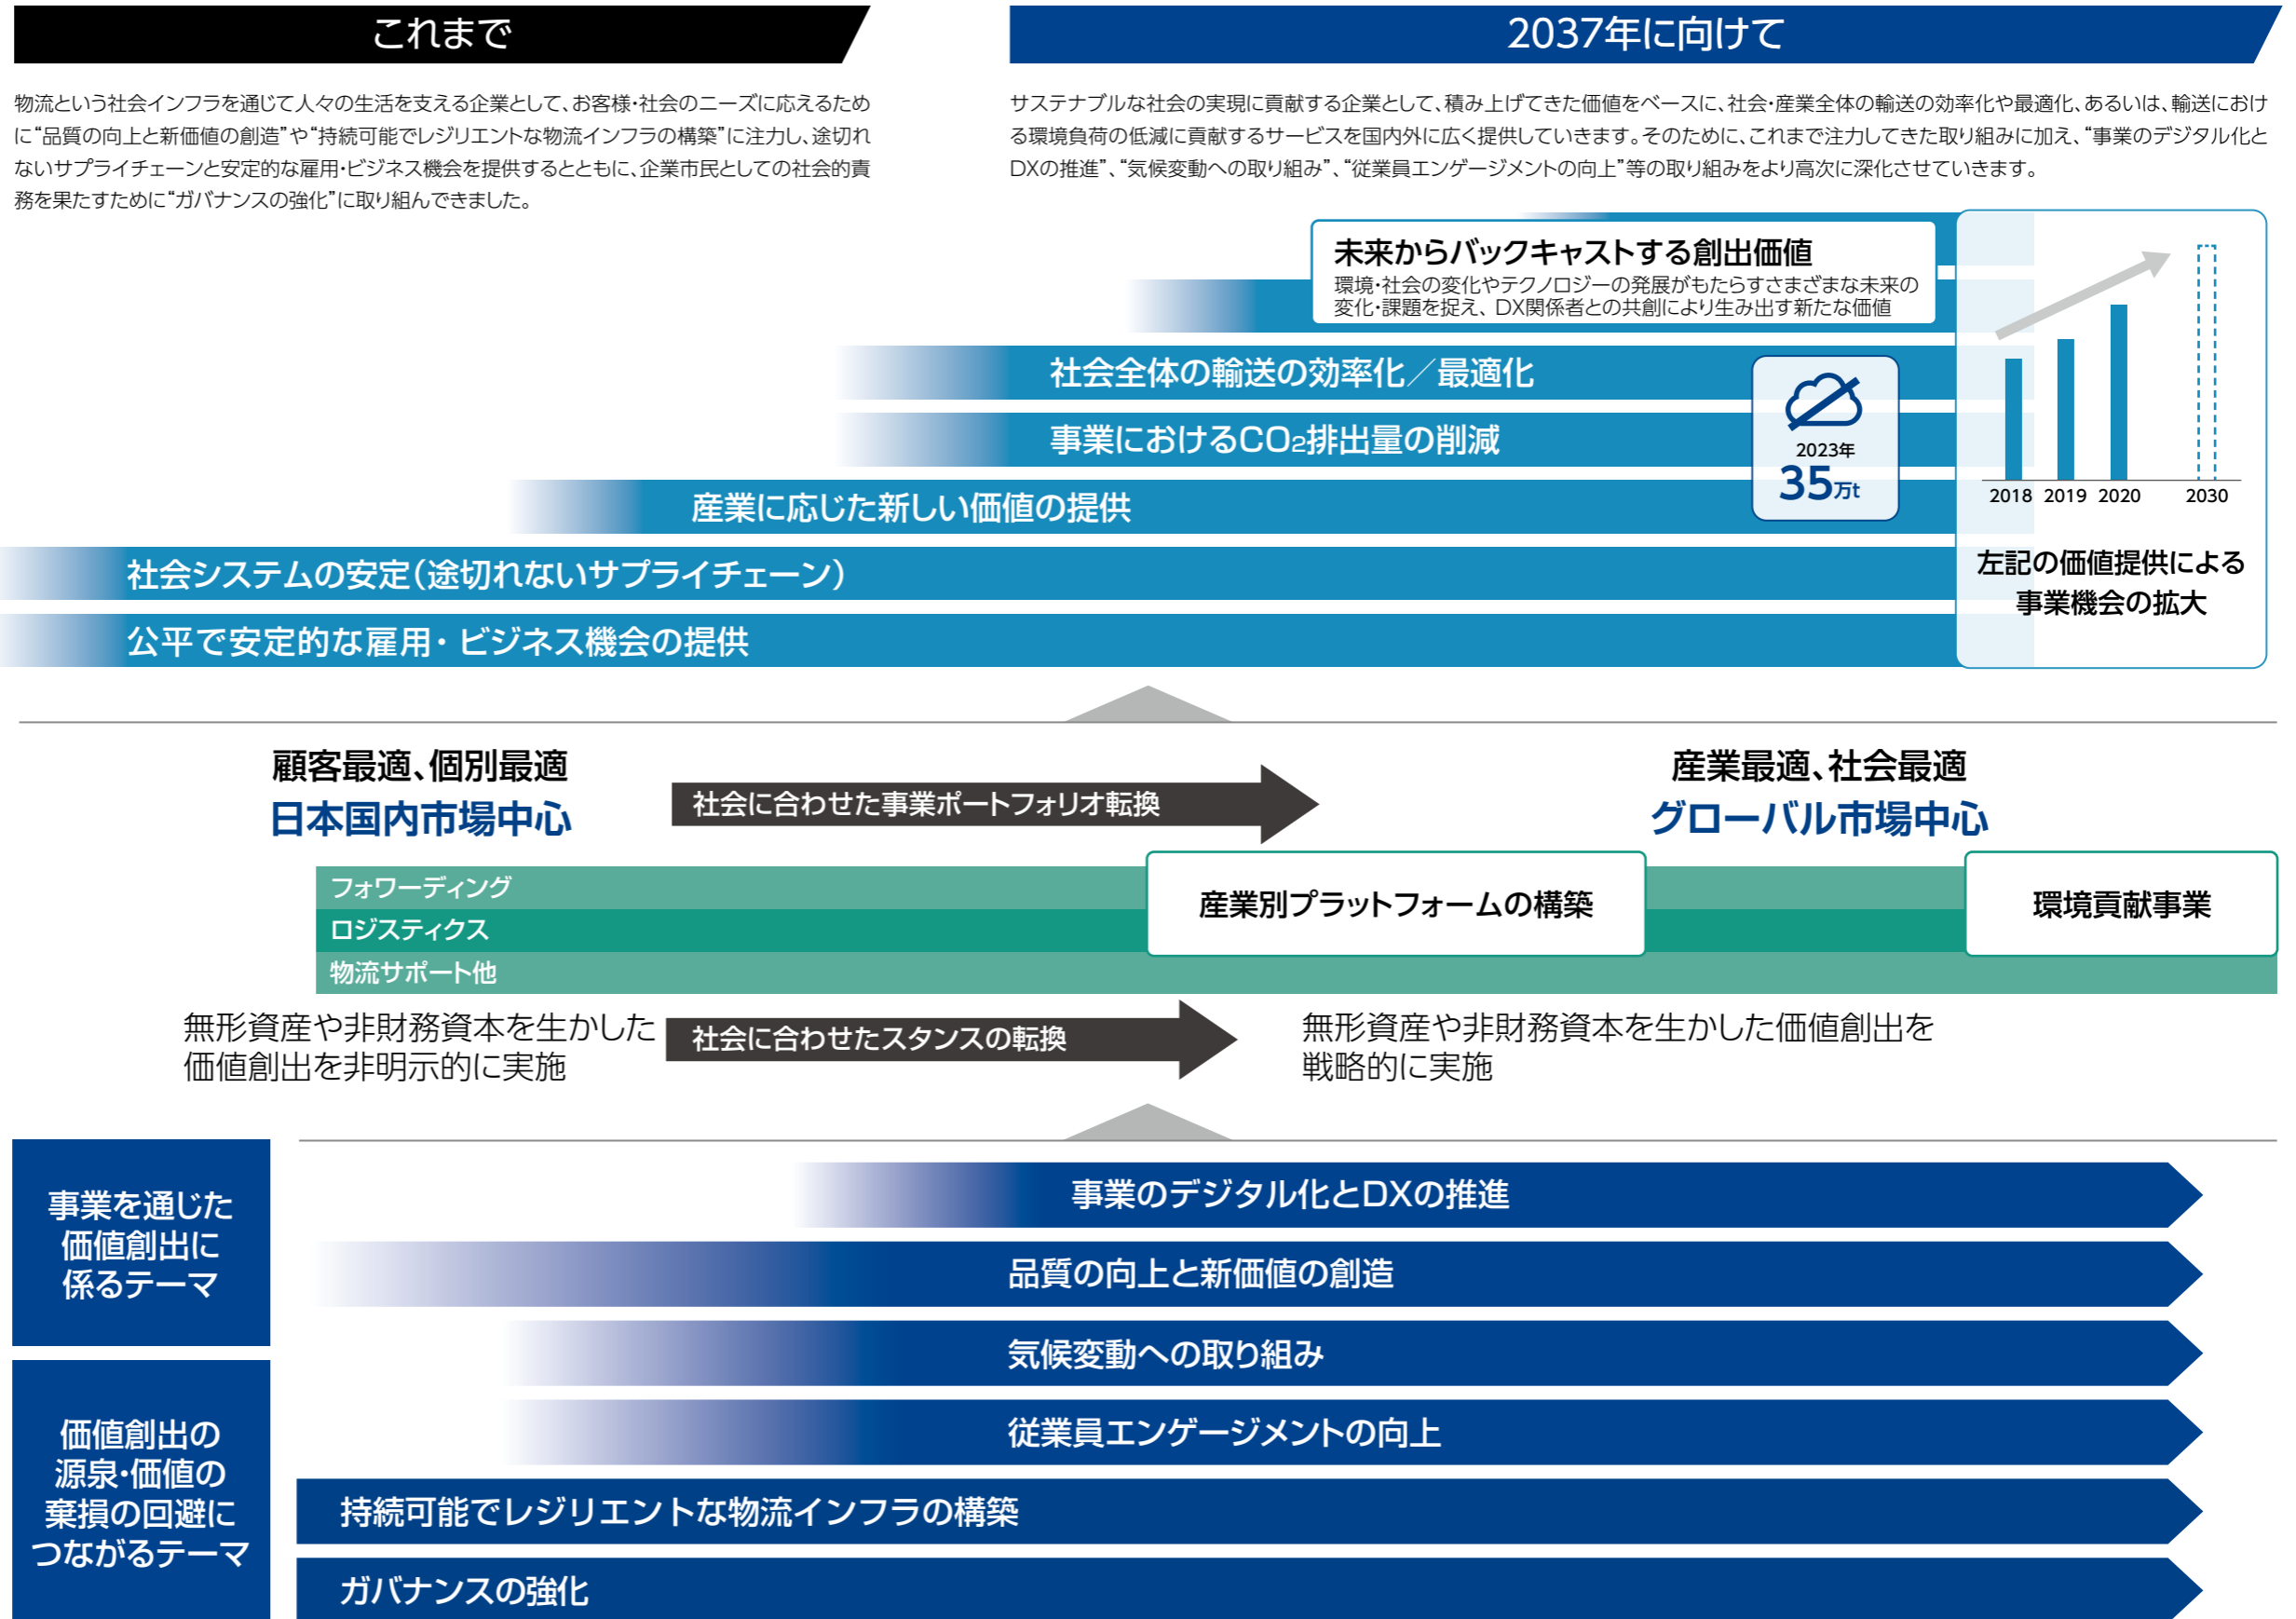 これまで
物流という社会インフラを通じて人々の生活を支える企業として、お客様・社会のニーズに応えるため
に“品質の向上と新価値の創造”や“持続可能でレジリエントな物流インフラの構築”に注力し、途切れ
ないサプライチェーンと安定的な雇用・ビジネス機会を提供するとともに、企業市民としての社会的責
務を果たすために“ガバナンスの強化”に取り組んできました。
2037年に向けて
サステナブルな社会の実現に貢献する企業として、積み上げてきた価値をベースに、社会・産業全体の輸送の効率化や最適化、あるいは、輸送におけ
る環境負荷の低減に貢献するサービスを国内外に広く提供していきます。そのために、これまで注力してきた取り組みに加え、“事業のデジタル化と
DXの推進”、“気候変動への取り組み”、“従業員エンゲージメントの向上”等の取り組みをより高次に深化させていきます。
未来からバックキャストする創出価値
環境・社会の変化やテクノロジーの発展がもたらすさまざまな未来の
変化・課題を捉え、DX関係者との共創により生み出す新たな価値
社会全体の輸送の効率化／最適化
事業におけるCO₂排出量の削減
2023年
35万t
産業に応じた新しい価値の提供
社会システムの安定（途切れないサプライチェーン）
公平で安定的な雇用・ビジネス機会の提供
2018 2019 2020 2030
左記の価値提供による
事業機会の拡大
顧客最適、個別最適
日本国内市場中心
社会に合わせた事業ポートフォリオ転換
産業最適、社会最適
グローバル市場中心
フォワーディング
ロジスティクス
物流サポート他
産業別プラットフォームの構築
環境貢献事業
無形資産や非財務資本を生かした
価値創出を非明示的に実施
社会に合わせたスタンスの転換
無形資産や非財務資本を生かした価値創出を
戦略的に実施
事業を通じた
価値創出に
係るテーマ
事業のデジタル化とDXの推進
品質の向上と新価値の創造
気候変動への取り組み
価値創出の
源泉・価値の
棄損の回避に
つながるテーマ
従業員エンゲージメントの向上
持続可能でレジリエントな物流インフラの構築
ガバナンスの強化